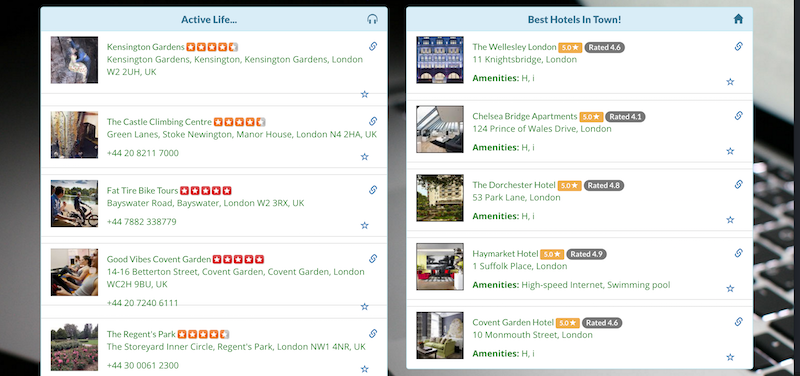 Active Life...
Kensington Gardens
Kensington Gardens, Kensington, Kensington Gardens, London
W2 2UH, UK
The Castle Climbing Centre
Green Lanes, Stoke Newington, Manor House, London N4 2HA, UK
+44 20 8211 7000
Fat Tire Bike Tours
Bayswater Road, Bayswater, London W2 3RX, UK
+44 7882 338779
Good Vibes Covent Garden
14-16 Betterton Street, Covent Garden, Covent Garden, London
WC2H 9BU, UK
+44 20 7240 6111
The Regent's Park
The Storeyard Inner Circle, Regent's Park, London NW1 4NR, UK
+44 30 0061 2300
Best Hotels In Town!
The Wellesley London 5.0★ Rated 4.6
11 Knightsbridge, London
Amenities: H, i
Chelsea Bridge Apartments 5.0★ Rated 4.1
124 Prince of Wales Drive, London
Amenities: H, i
The Dorchester Hotel 5.0★ Rated 4.8
53 Park Lane, London
Amenities: H, i
Haymarket Hotel 5.0★ Rated 4.9
1 Suffolk Place, London
Amenities: High-speed Internet, Swimming pool
Covent Garden Hotel 5.0★ Rated 4.6
10 Monmouth Street, London
Amenities: H, i